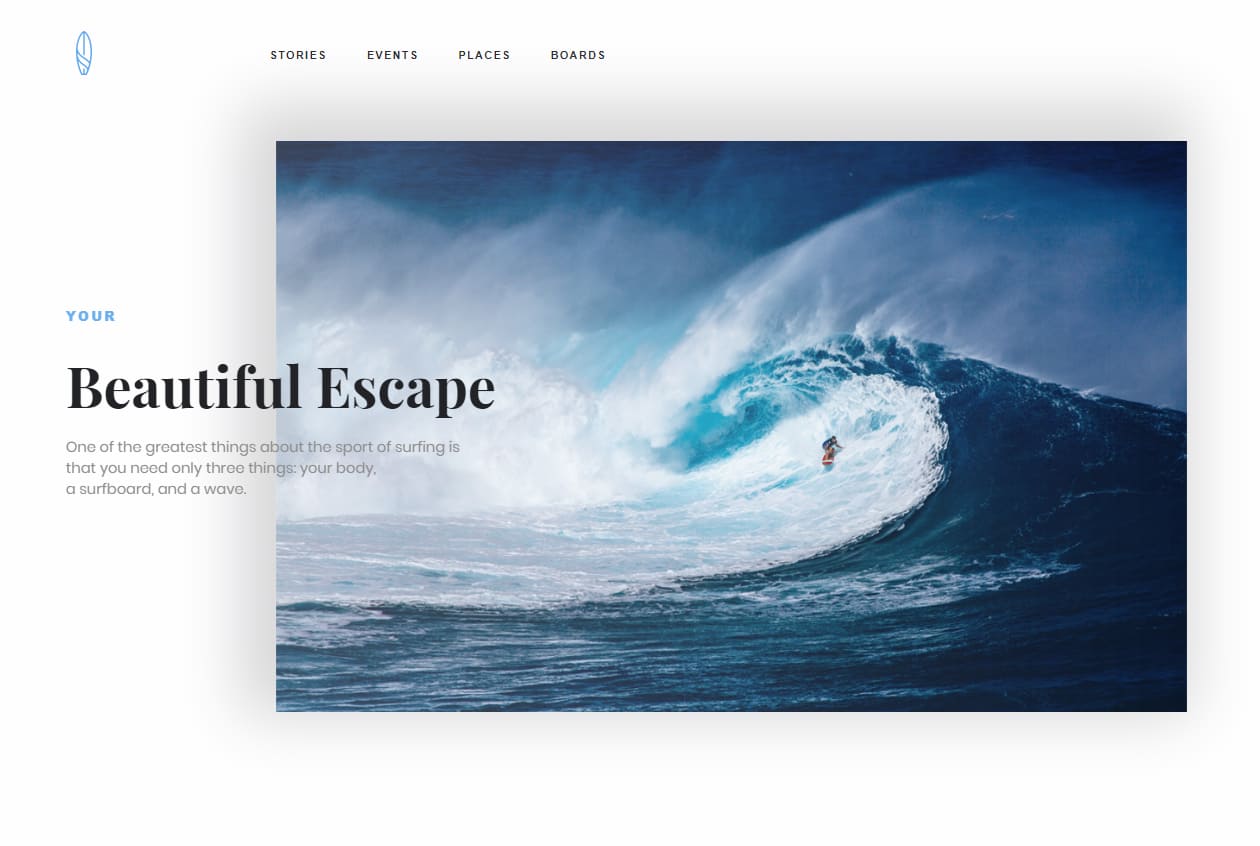 STORIES EVENTS PLACES BOARDS
YOUR
Beautiful Escape
One of the greatest things about the sport of surfing is
that you need only three things: your body,
a surfboard, and a wave.